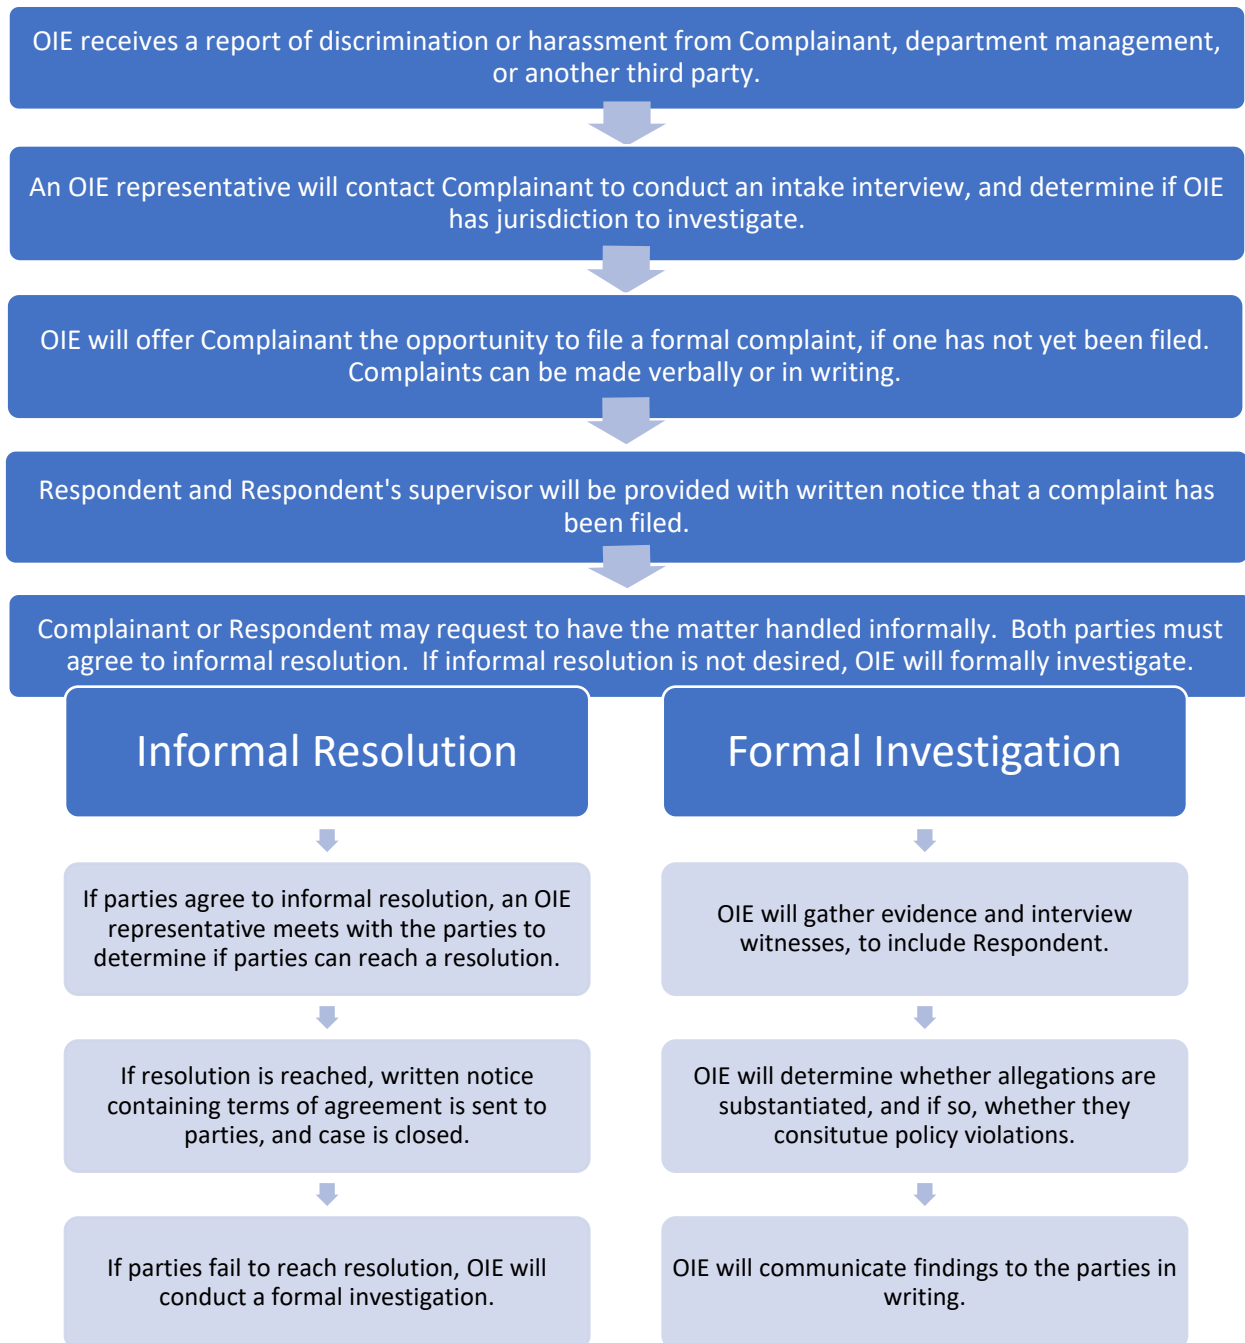 OIE receives a report of discrimination or harassment from Complainant, department management,
or another third party.
An OIE representative will contact Complainant to conduct an intake interview, and determine if OIE
has jurisdiction to investigate.
OIE will offer Complainant the opportunity to file a formal complaint, if one has not yet been filed.
Complaints can be made verbally or in writing.
Respondent and Respondent's supervisor will be provided with written notice that a complaint has
been filed.
Complainant or Respondent may request to have the matter handled informally.  Both parties must
agree to informal resolution.  If informal resolution is not desired, OIE will formally investigate.
Informal Resolution
If parties agree to informal resolution, an OIE
representative meets with the parties to
determine if parties can reach a resolution.
If resolution is reached, written notice
containing terms of agreement is sent to
parties, and case is closed.
If parties fail to reach resolution, OIE will
conduct a formal investigation.
Formal Investigation
OIE will gather evidence and interview
witnesses, to include Respondent.
OIE will determine whether allegations are
substantiated, and if so, whether they
consitutue policy violations.
OIE will communicate findings to the parties in
writing.